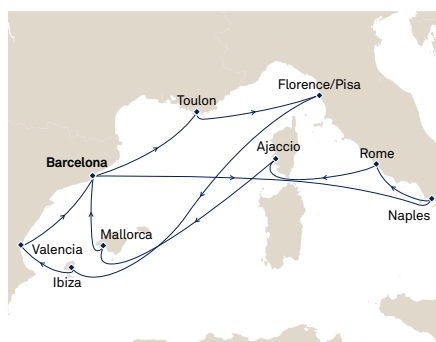 Florence/Pisa
Toulon
Ajaccio
Rome
Barcelona
Naples
Mallorca
Valencia
Ibiza